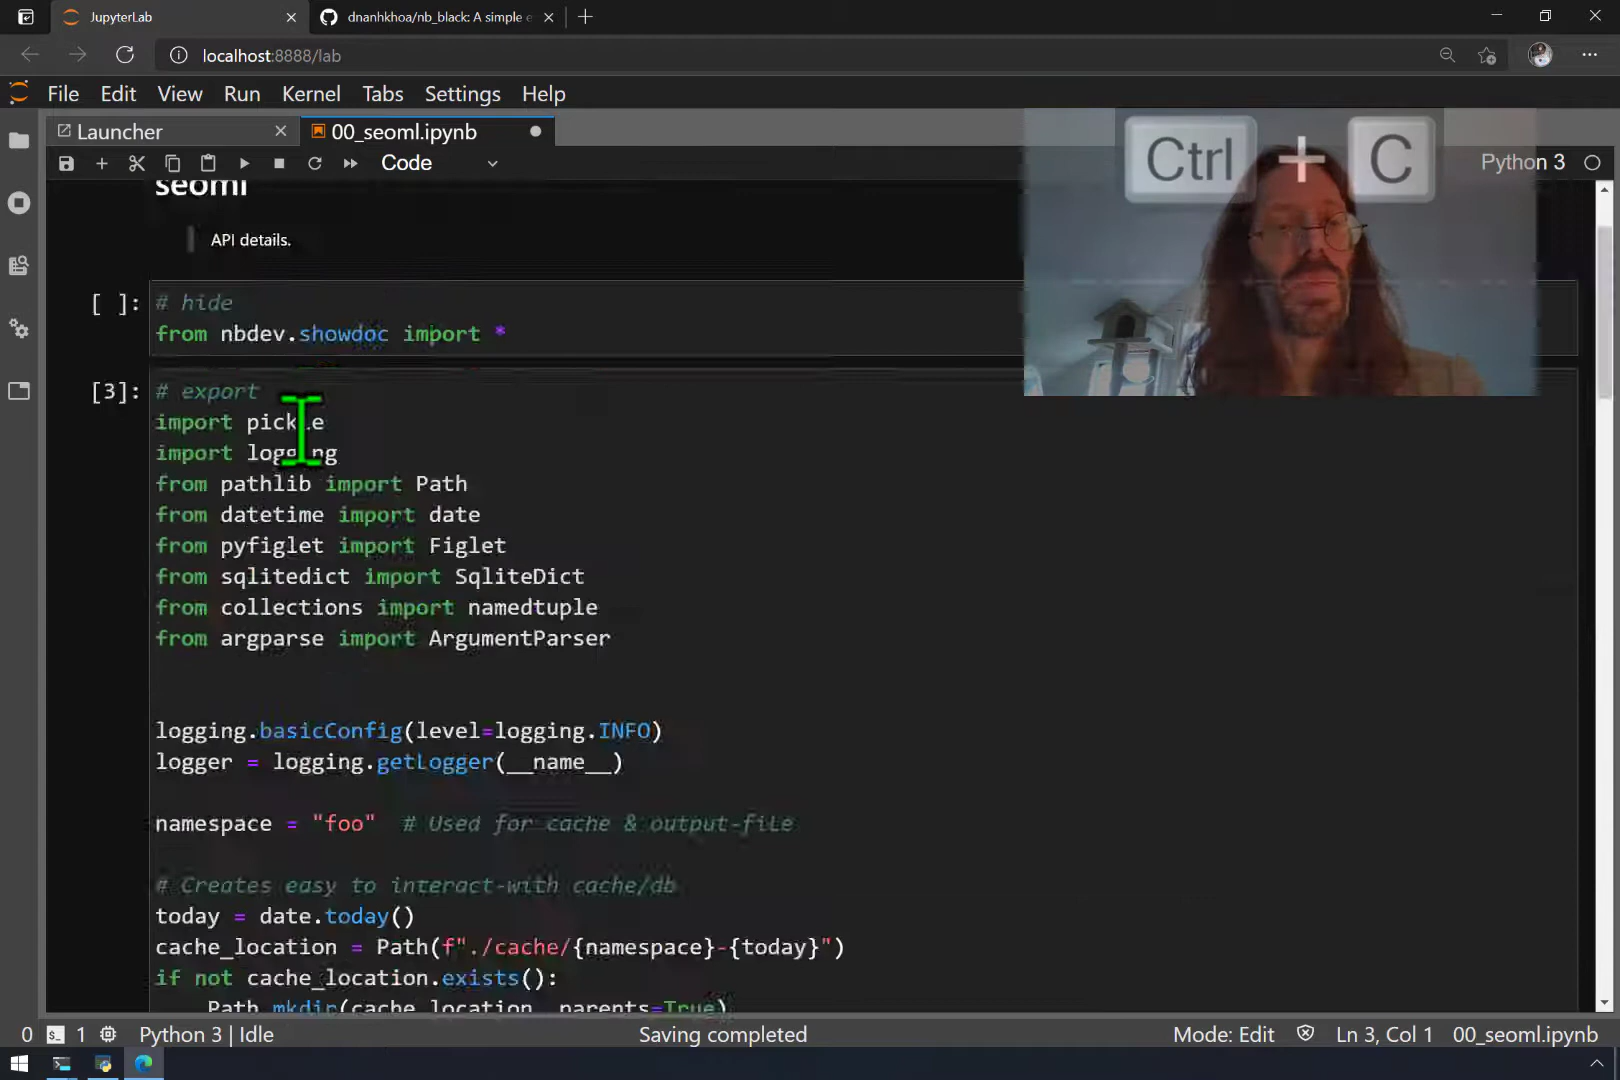 JupyterLab
dnanhkhoa/nb_black: A simple e
localhost:8888/lab
File Edit View Run Kernel Tabs Settings Help
Launcher
00_seoml.ipynb
Code
Python 3
Ctrl + C
seoml
API details.
[ ]: # hide
from nbdev.showdoc import *
[3]: # export
import pickle
import logging
from pathlib import Path
from datetime import date
from pyfiglet import Figlet
from sqlitedict import SqliteDict
from collections import namedtuple
from argparse import ArgumentParser
logging.basicConfig(level=logging.INFO)
logger = logging.getLogger(__name__)
namespace = "foo" # Used for cache & output-file
# Creates easy to interact-with cache/db
today = date.today()
cache_location = Path(f"./cache/{namespace}-{today}")
if not cache_location.exists():
Path.mkdir(cache_location, parents=True)
0 1 Python 3 | Idle Saving completed Mode: Edit Ln 3, Col 1 00_seoml.ipynb